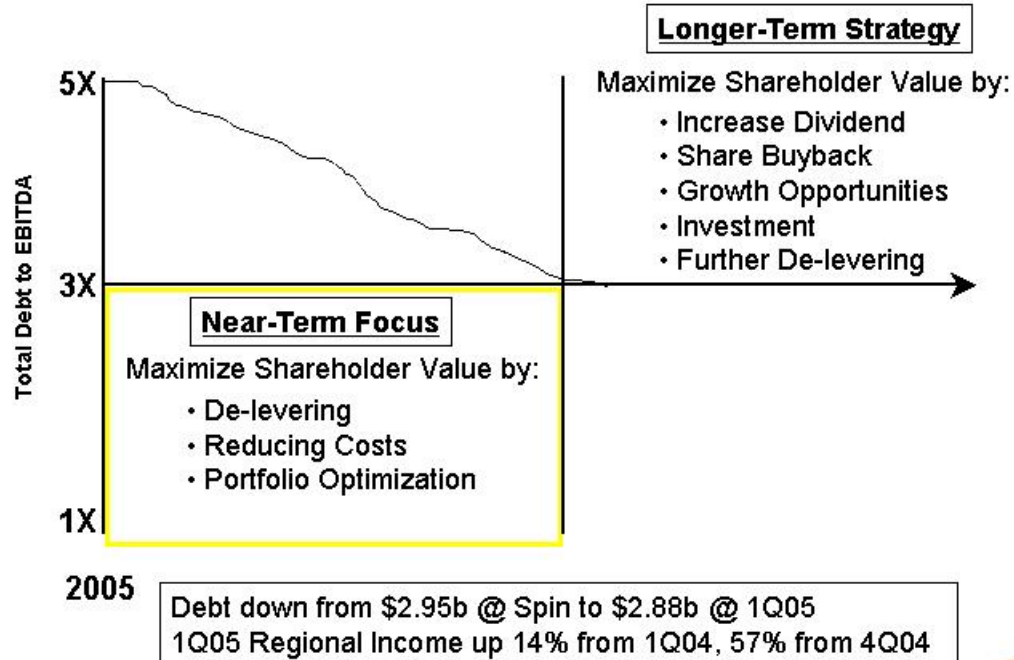 Longer-Term Strategy
Maximize Shareholder Value by:
• Increase Dividend
• Share Buyback
• Growth Opportunities
• Investment
• Further De-levering
Total Debt to EBITDA
5X
3X
1X
Near-Term Focus
Maximize Shareholder Value by:
• De-levering
• Reducing Costs
• Portfolio Optimization
2005
Debt down from $2.95b @ Spin to $2.88b @ 1Q05
1Q05 Regional Income up 14% from 1Q04, 57% from 4Q04